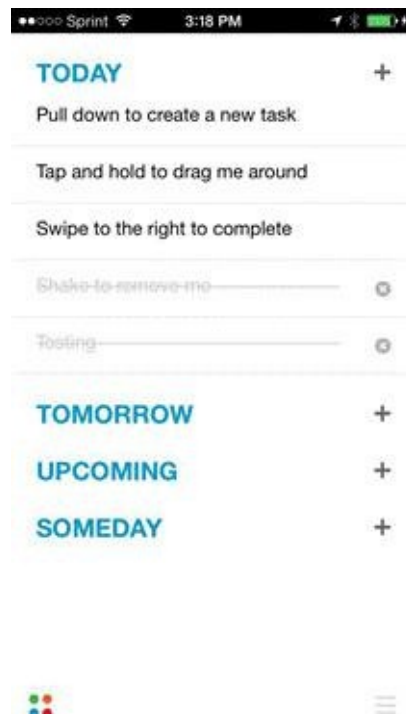 Sprint 3:18 PM
TODAY +
Pull down to create a new task
Tap and hold to drag me around
Swipe to the right to complete
Shake to remove me
Testing
TOMORROW +
UPCOMING +
SOMEDAY +